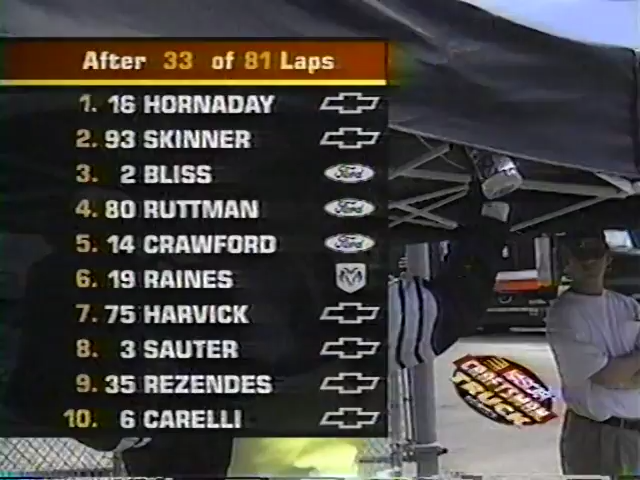 After 33 of 81 Laps
1. 16 HORNADAY
2. 93 SKINNER
3. 2 BLISS Ford
4. 80 RUTTMAN Ford
5. 14 CRAWFORD Ford
6. 19 RAINES
7. 75 HARVICK
8. 3 SAUTER
9. 35 REZENDES
10. 6 CARELLI
CRAFTSMAN
TRUCK